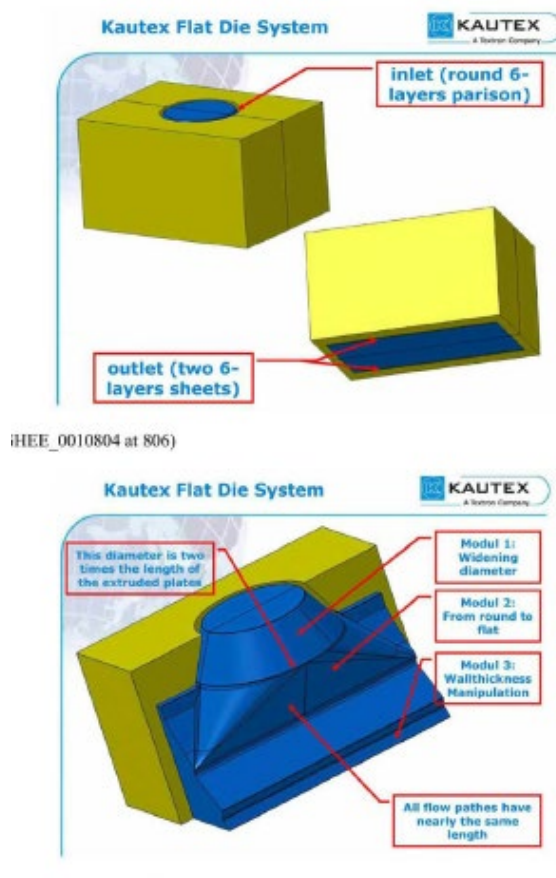 Kautex Flat Die System
KAUTEX
A Textron Company
inlet (round 6-
layers parison)
outlet (two 6-
layers sheets)
HEE_0010804 at 806)
Kautex Flat Die System
KAUTEX
A Textron Company
This diameter is two
times the length of
the extruded plates
Modul 1:
Widening
diameter
Modul 2:
From round to
flat
Modul 3:
Wallthickness
Manipulation
All flow pathes have
nearly the same
length